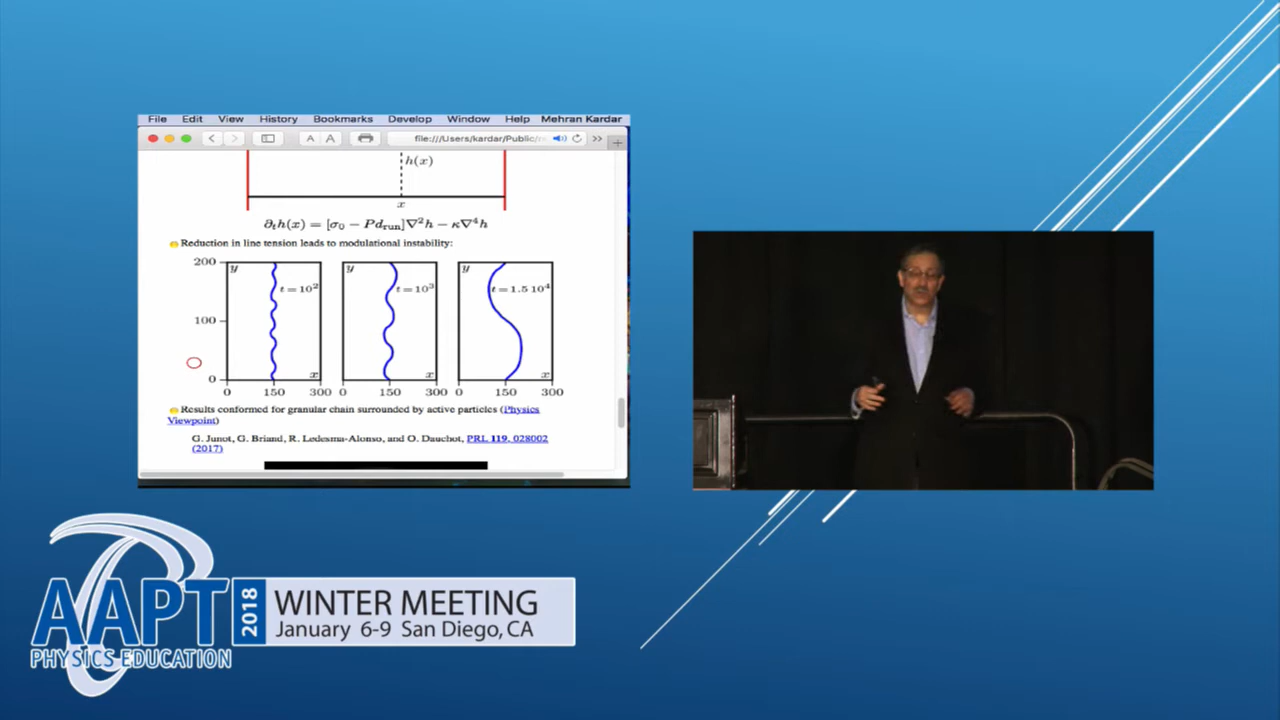 File Edit View History Bookmarks Develop Window Help Mehran Kardar
A A file:///Users/kardar/Public/
h(x)
x
∂ₜh(x) = [σ₀ − Pd_run]∇²h − κ∇⁴h
Reduction in line tension leads to modulational instability:
200 y y y
t = 10² t = 10³ t = 1.5 10⁴
100
0 x x x
0 150 300 0 150 300 0 150 300
Results conformed for granular chain surrounded by active particles (Physics
Viewpoint)
G. Junot, G. Briand, R. Ledesma-Alonso, and O. Dauchot, PRL 119, 028002
(2017)
AAPT
PHYSICS EDUCATION
2018
WINTER MEETING
January 6-9 San Diego, CA